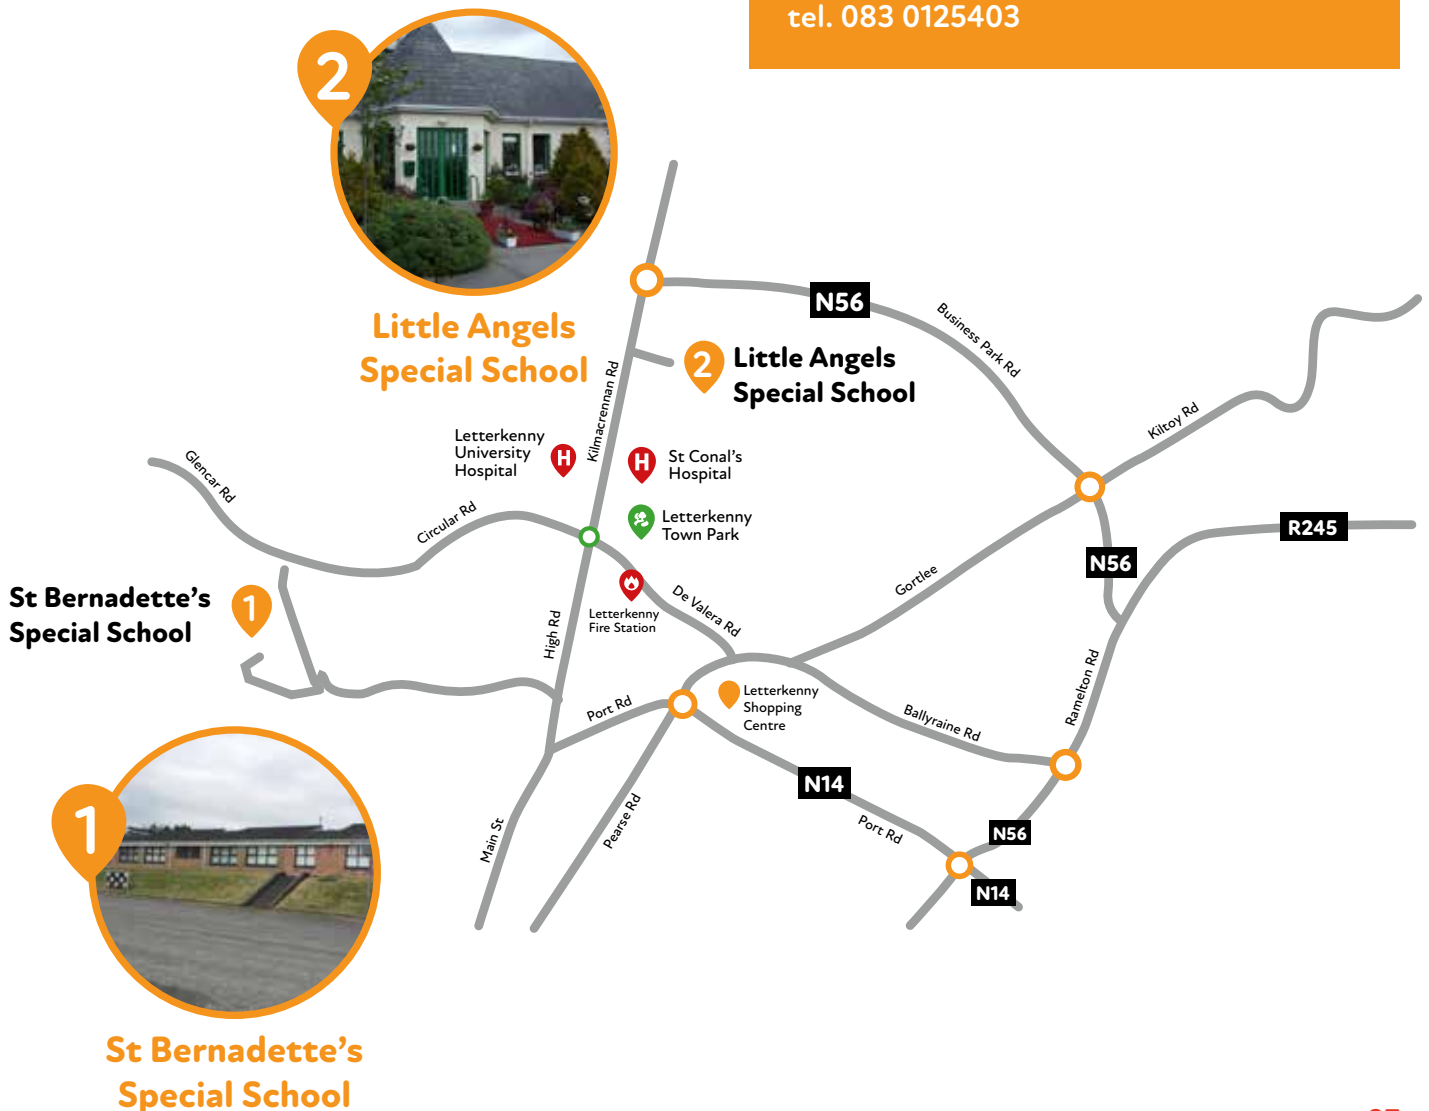 tel. 083 0125403
2
Little Angels
Special School
N56
Business Park Rd
2
Little Angels
Special School
Kilmacrennan Rd
Kiltoy Rd
Letterkenny
University
Hospital
H
H
St Conal's
Hospital
Glencar Rd
Circular Rd
Letterkenny
Town Park
R245
N56
Gortlee
St Bernadette's
Special School
1
Letterkenny
Fire Station
De Valera Rd
High Rd
Ramelton Rd
Port Rd
Letterkenny
Shopping
Centre
Ballyraine Rd
N14
Pearse Rd
Main St
Port Rd
N56
N14
1
St Bernadette's
Special School